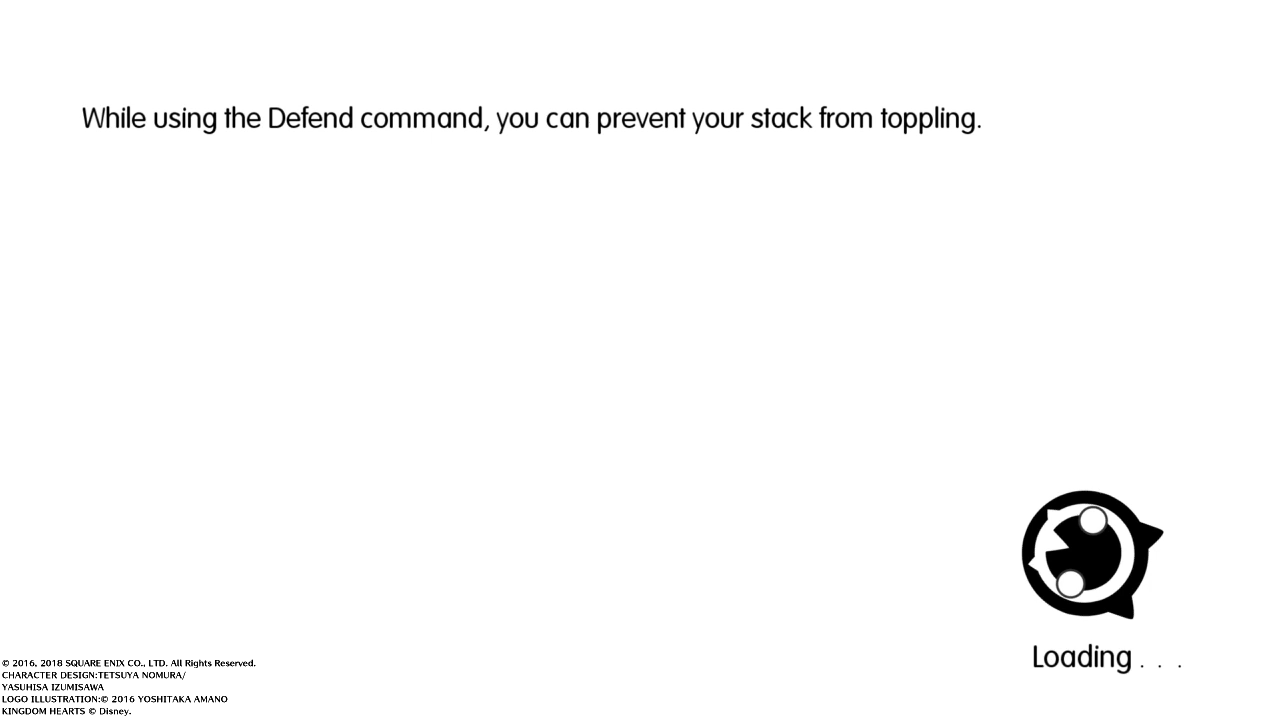 While using the Defend command, you can prevent your stack from toppling.
Loading . . .
© 2016, 2018 SQUARE ENIX CO., LTD. All Rights Reserved.
CHARACTER DESIGN:TETSUYA NOMURA/
YASUHISA IZUMISAWA
LOGO ILLUSTRATION:© 2016 YOSHITAKA AMANO
KINGDOM HEARTS © Disney.